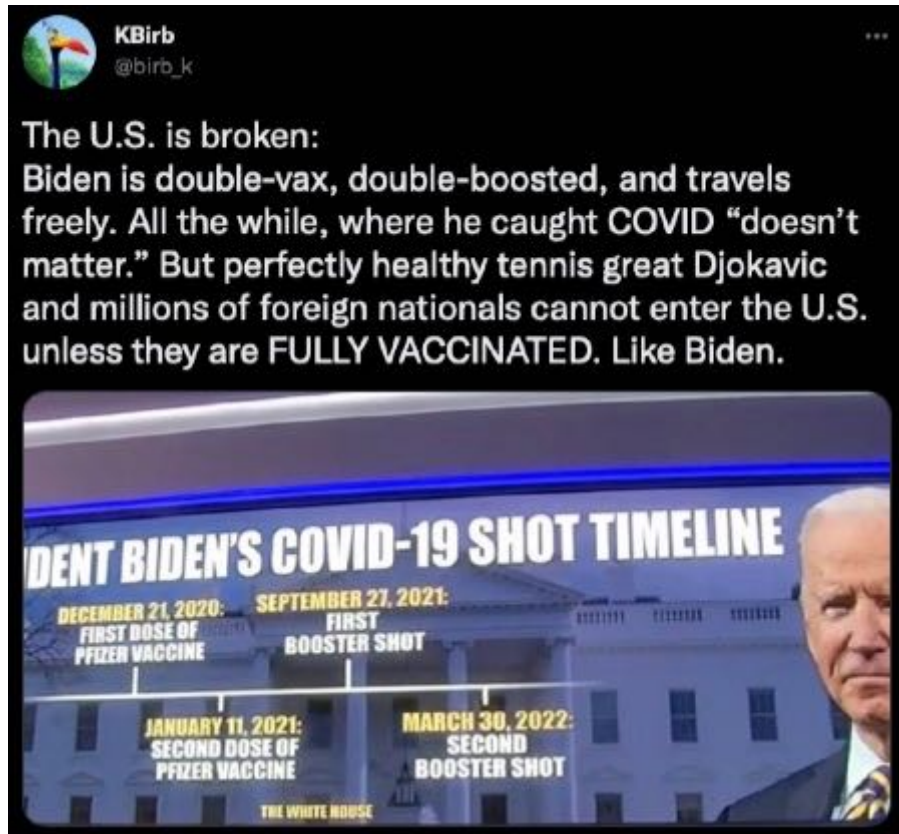 KBirb
@birb_k
The U.S. is broken:
Biden is double-vax, double-boosted, and travels
freely. All the while, where he caught COVID “doesn’t
matter.” But perfectly healthy tennis great Djokavic
and millions of foreign nationals cannot enter the U.S.
unless they are FULLY VACCINATED. Like Biden.
DENT BIDEN'S COVID-19 SHOT TIMELINE
DECEMBER 21, 2020:
FIRST DOSE OF
PFIZER VACCINE
SEPTEMBER 27, 2021:
FIRST
BOOSTER SHOT
JANUARY 11, 2021:
SECOND DOSE OF
PFIZER VACCINE
MARCH 30, 2022:
SECOND
BOOSTER SHOT
THE WHITE HOUSE